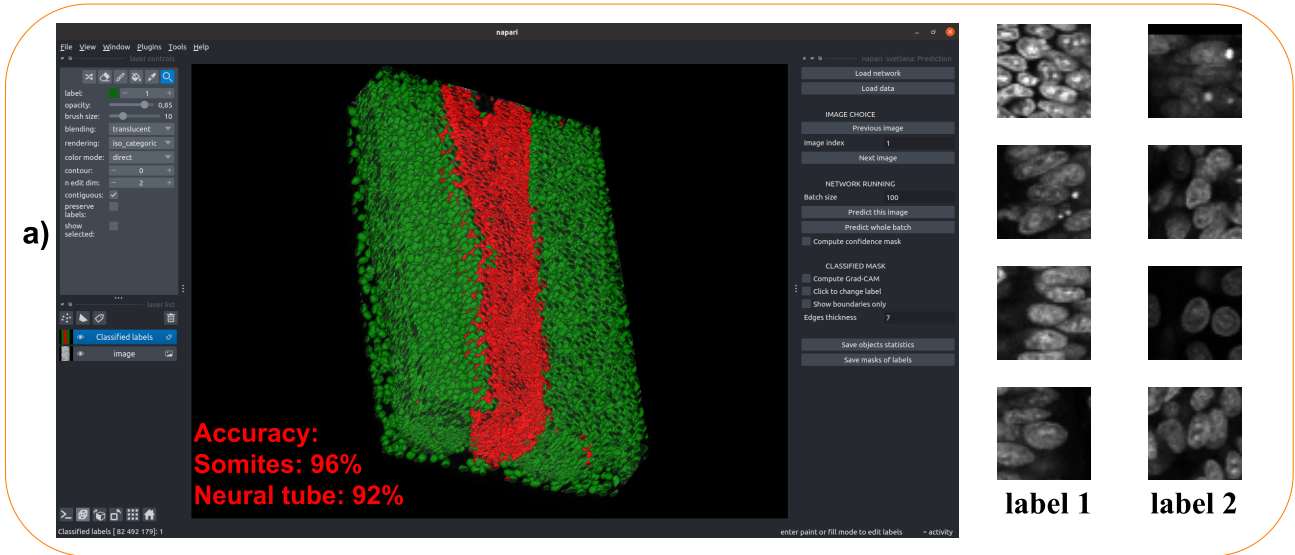 a)
napari
File View Window Plugins Tools Help
layer controls
label: 1
opacity: 0,85
brush size: 10
blending: translucent
rendering: iso_categoric
color mode: direct
contour: 0
n edit dim: 2
contiguous:
preserve
labels:
show
selected:
layer list
Classified labels
image
Classified labels [ 82 492 179]: 1
Accuracy:
Somites: 96%
Neural tube: 92%
enter paint or fill mode to edit labels
activity
napari_svetlana: Prediction
Load network
Load data
IMAGE CHOICE
Previous image
Image index 1
Next image
NETWORK RUNNING
Batch size 100
Predict this image
Predict whole batch
Compute confidence mask
CLASSIFIED MASK
Compute Grad-CAM
Click to change label
Show boundaries only
Edges thickness 7
Save objects statistics
Save masks of labels
label 1
label 2